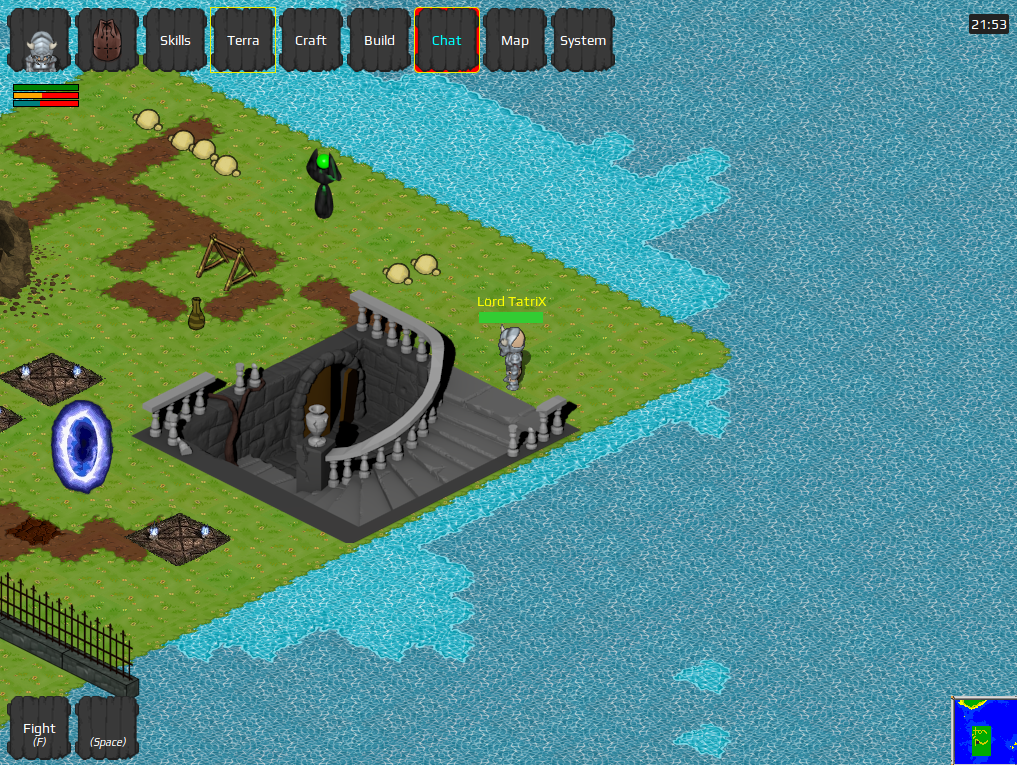 Skills
Terra
Craft
Build
Chat
Map
System
21:53
Lord TatriX
Fight
(F)
(Space)